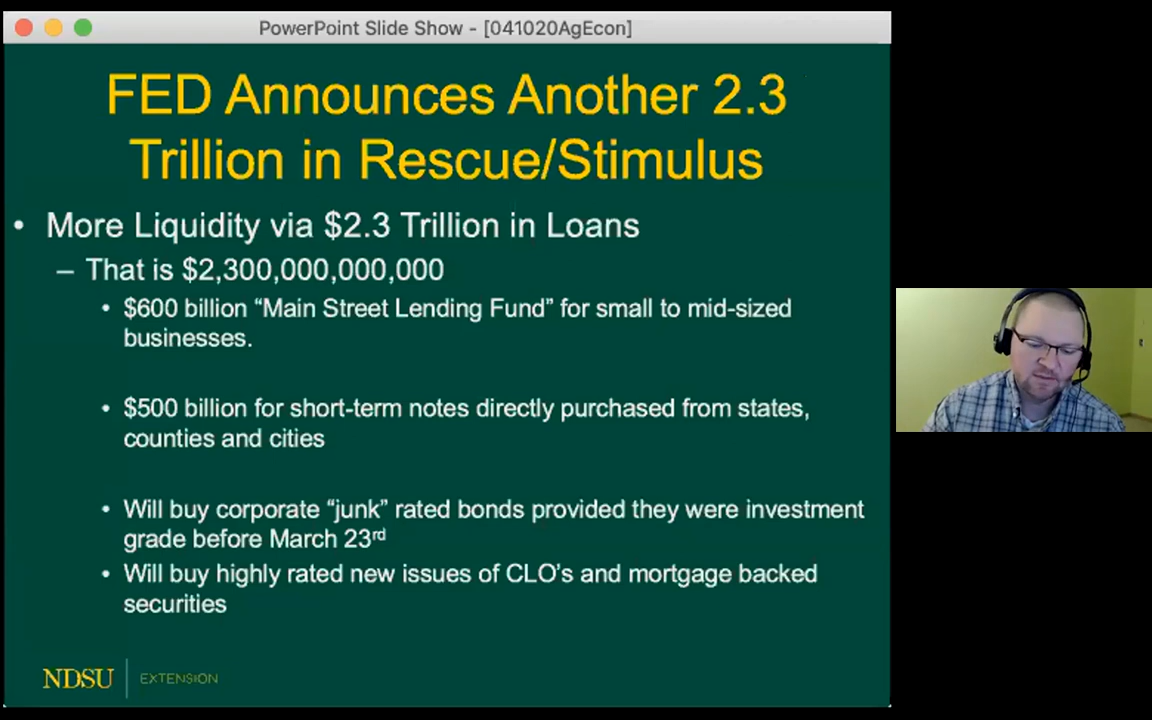 PowerPoint Slide Show - [041020AgEcon]
FED Announces Another 2.3
Trillion in Rescue/Stimulus
• More Liquidity via $2.3 Trillion in Loans
– That is $2,300,000,000,000
• $600 billion “Main Street Lending Fund” for small to mid-sized
businesses.
• $500 billion for short-term notes directly purchased from states,
counties and cities
• Will buy corporate “junk” rated bonds provided they were investment
grade before March 23rd
• Will buy highly rated new issues of CLO’s and mortgage backed
securities
NDSU EXTENSION